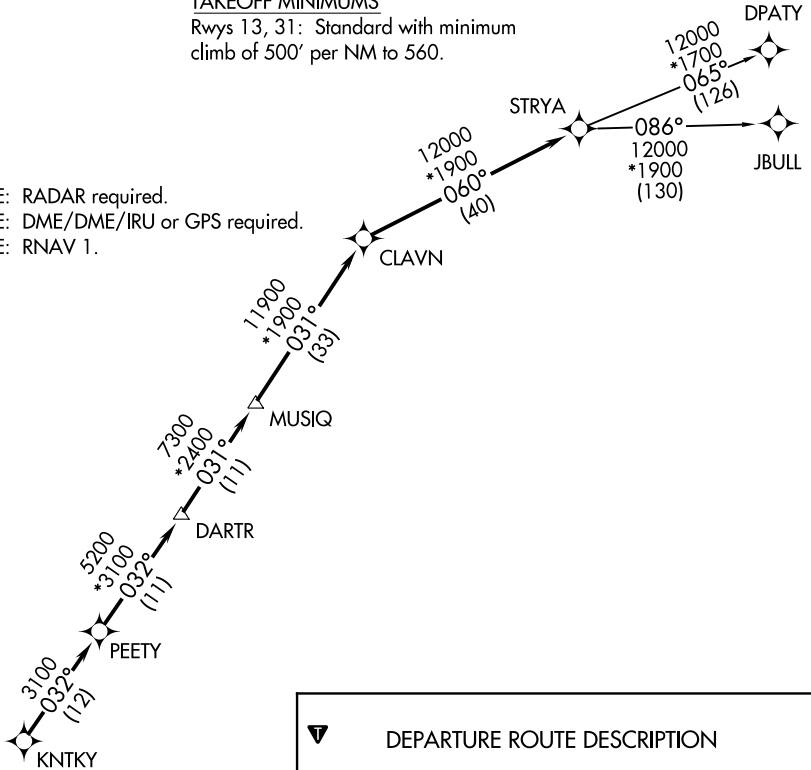 TAKEOFF MINIMUMS
Rwys 13, 31: Standard with minimum
climb of 500' per NM to 560.
DPATY
12000
*1700
065°
(126)
STRYA
086°
12000
*1900
(130)
JBULL
12000
*1900
060°
(40)
E: RADAR required.
E: DME/DME/IRU or GPS required.
E: RNAV 1.
CLAVN
11900
*1900
031°
(33)
MUSIQ
7300
*2400
031°
(11)
DARTR
5200
*3100
032°
(11)
PEETY
3100
032°
(12)
KNTKY
T
DEPARTURE ROUTE DESCRIPTION